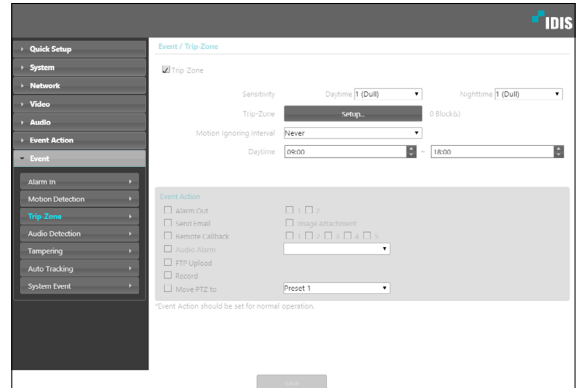 IDIS
Quick Setup
System
Network
Video
Audio
Event Action
Event
Alarm In
Motion Detection
Trip-Zone
Audio Detection
Tampering
Auto Tracking
System Event
Event / Trip-Zone
Trip-Zone
Sensitivity Daytime 1 (Dull) Nighttime 1 (Dull)
Trip-Zone Setup... 0 Block(s)
Motion Ignoring Interval Never
Daytime 09:00 ~ 18:00
Event Action
Alarm Out 1 2
Send Email Image Attachment
Remote Callback 1 2 3 4 5
Audio Alarm
FTP Upload
Record
Move PTZ to Preset 1
*Event Action should be set for normal operation.
save